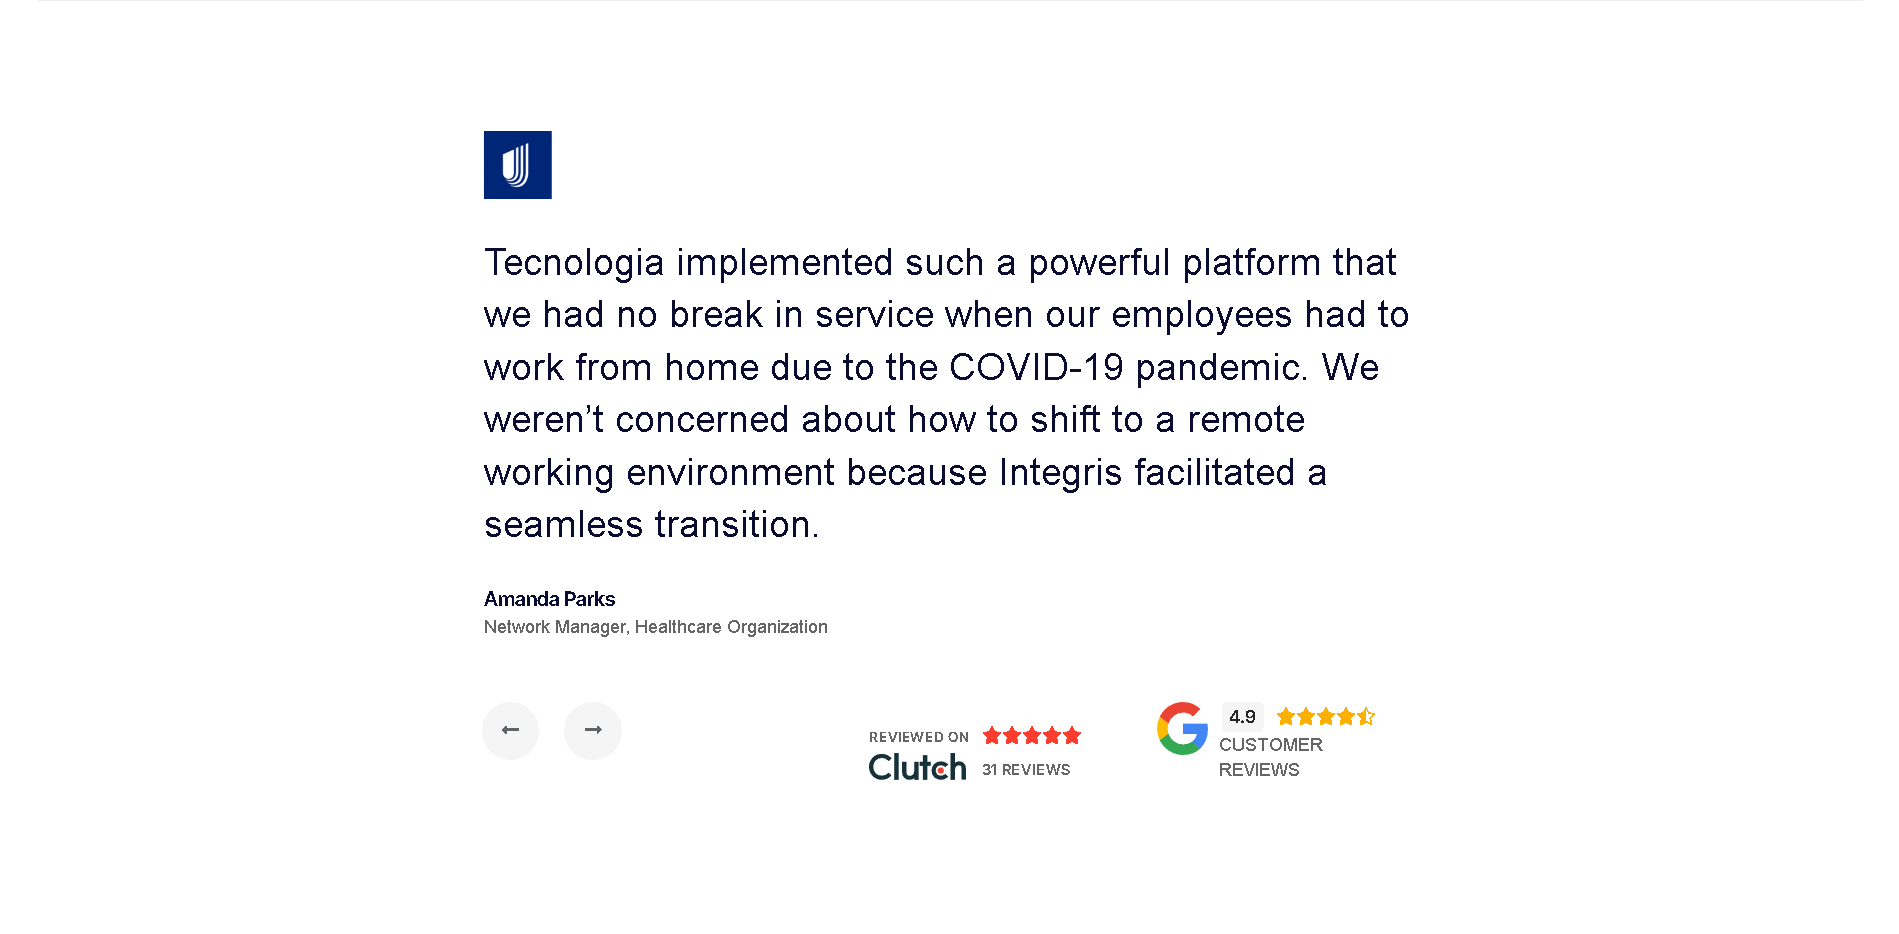 Tecnologia implemented such a powerful platform that
we had no break in service when our employees had to
work from home due to the COVID-19 pandemic. We
weren’t concerned about how to shift to a remote
working environment because Integris facilitated a
seamless transition.
Amanda Parks
Network Manager, Healthcare Organization
REVIEWED ON
Clutch
31 REVIEWS
4.9
CUSTOMER
REVIEWS